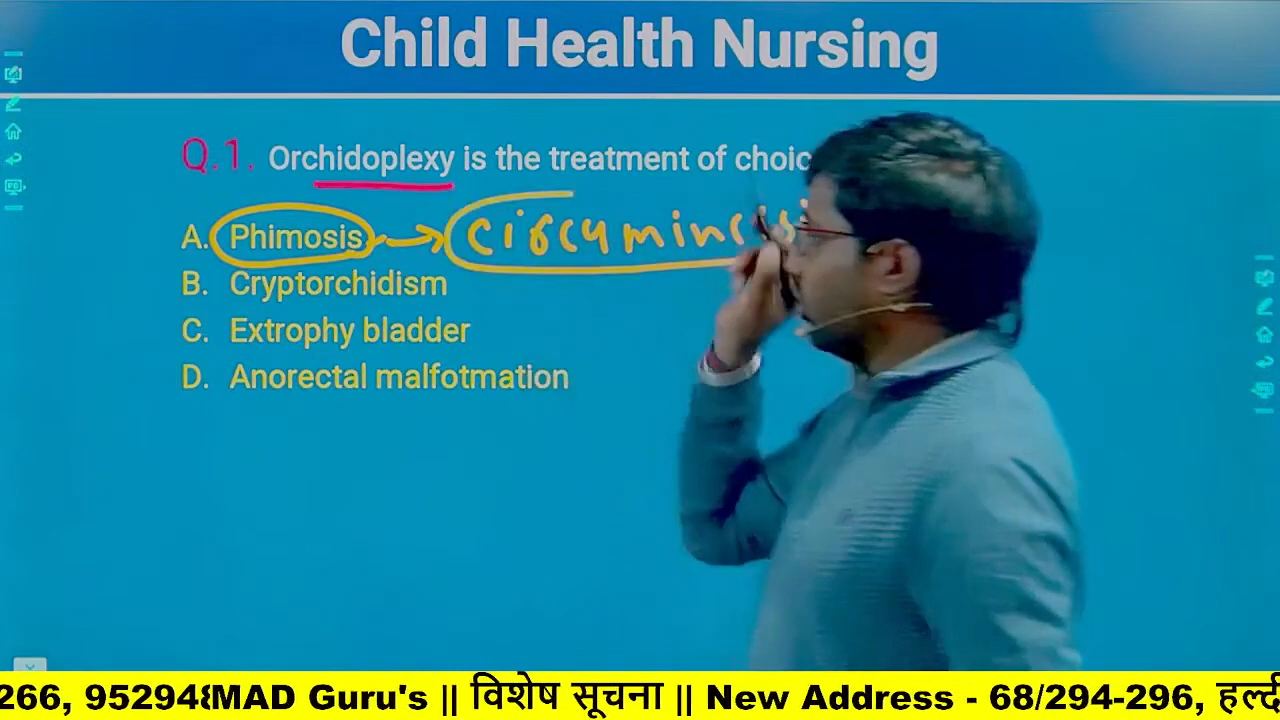 Child Health Nursing
Q.1. Orchidoplexy is the treatment of choic
A. Phimosis → circumincisi
B. Cryptorchidism
C. Extrophy bladder
D. Anorectal malfotmation
266, 95294 MAD Guru's || विशेष सूचना || New Address - 68/294-296, हल्दी